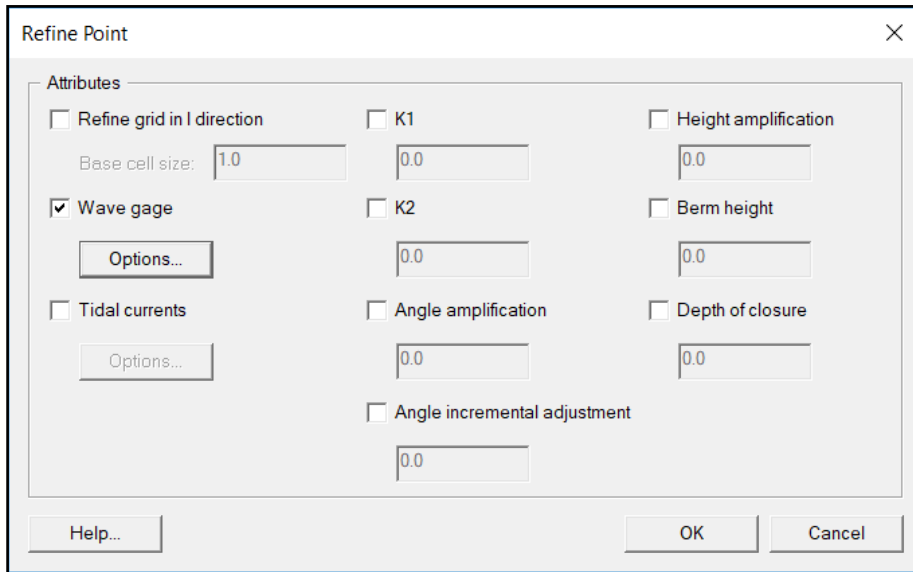 Refine Point
Attributes
Refine grid in I direction
Base cell size: 1.0
Wave gage
Options...
Tidal currents
Options...
K1
0.0
K2
0.0
Angle amplification
0.0
Angle incremental adjustment
0.0
Height amplification
0.0
Berm height
0.0
Depth of closure
0.0
Help...
OK
Cancel